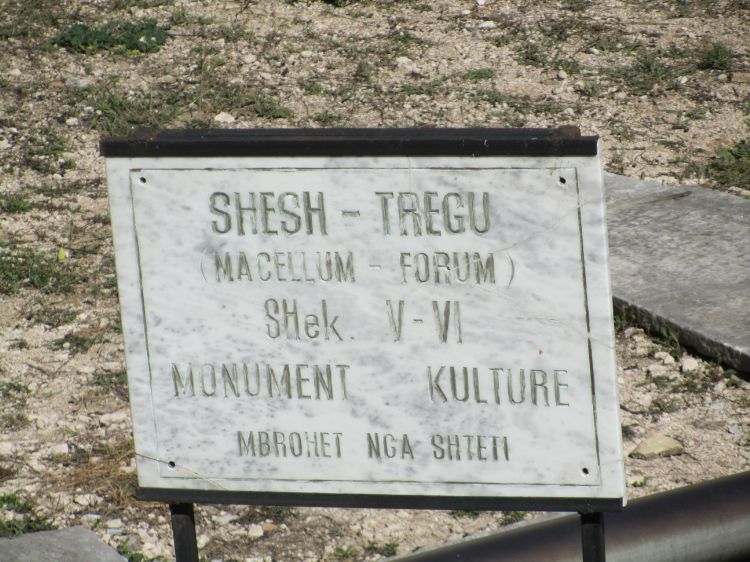 SHESH - TREGU
(MACELLUM - FORUM)
SHek. V-VI
MONUMENT KULTURE
MBROHET NGA SHTETI